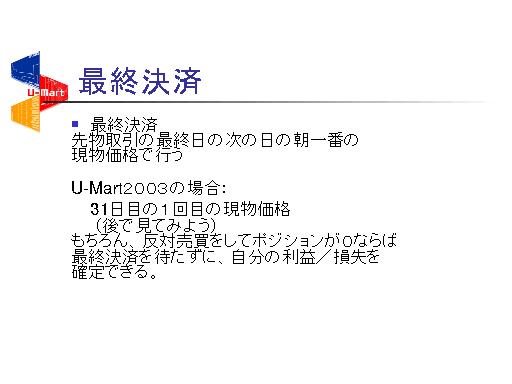 U-Mart
最終決済
■ 最終決済
先物取引の最終日の次の日の朝一番の
現物価格で行う
U-Mart2003の場合:
31日目の1回目の現物価格
(後で見てみよう)
もちろん、反対売買をしてポジションが0ならば
最終決済を待たずに、自分の利益/損失を
確定できる。